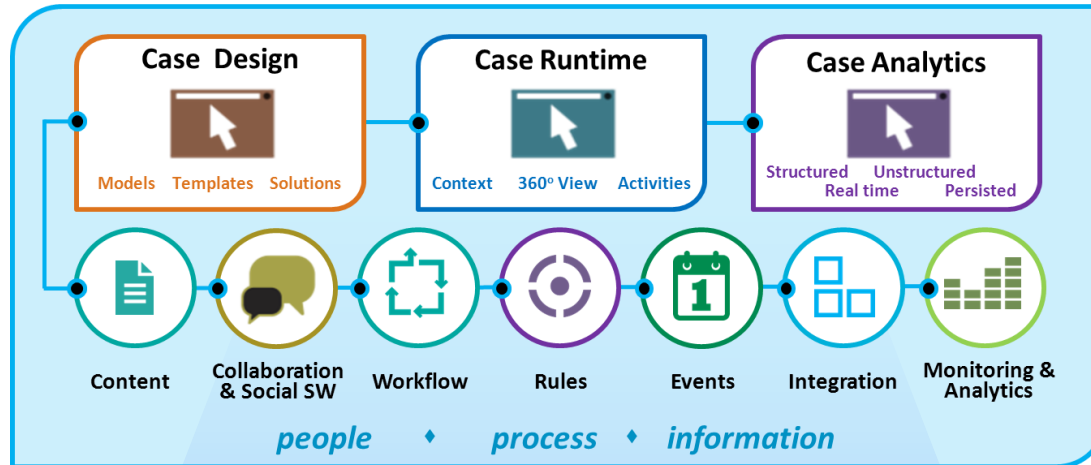 Case Design
Case Runtime
Case Analytics
Models Templates Solutions
Context 360° View Activities
Structured Unstructured
Real time Persisted
1
Content
Collaboration
& Social SW
Workflow
Rules
Events
Integration
Monitoring &
Analytics
people ♦ process ♦ information